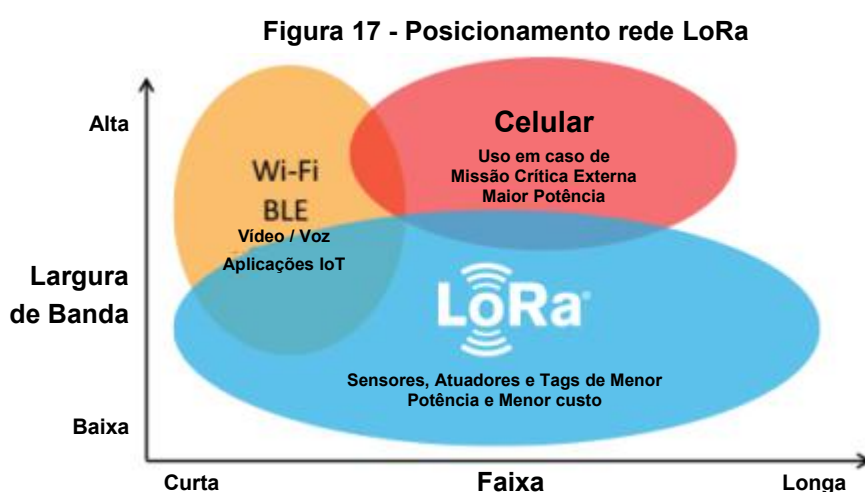 Figura 17 - Posicionamento rede LoRa
Alta
Celular
Uso em caso de
Missão Crítica Externa
Maior Potência
Wi-Fi
BLE
Vídeo / Voz
Aplicações IoT
Largura
de Banda
LoRa
Sensores, Atuadores e Tags de Menor
Potência e Menor custo
Baixa
Curta
Faixa
Longa